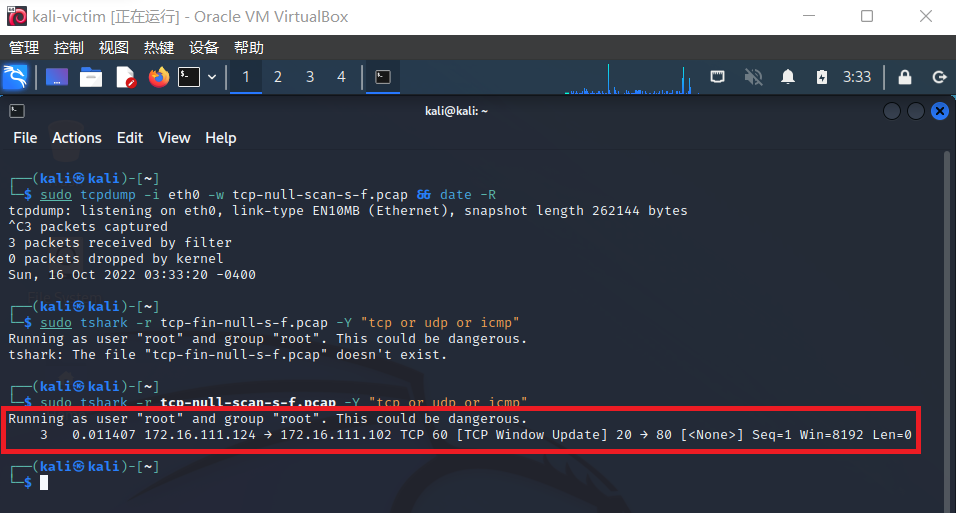 kali-victim [正在运行] - Oracle VM VirtualBox
管理 控制 视图 热键 设备 帮助
1 2 3 4 3:33
kali@kali: ~
File Actions Edit View Help
┌──(kali㉿kali)-[~]
└─$ sudo tcpdump -i eth0 -w tcp-null-scan-s-f.pcap && date -R
tcpdump: listening on eth0, link-type EN10MB (Ethernet), snapshot length 262144 bytes
^C3 packets captured
3 packets received by filter
0 packets dropped by kernel
Sun, 16 Oct 2022 03:33:20 -0400
┌──(kali㉿kali)-[~]
└─$ sudo tshark -r tcp-fin-null-s-f.pcap -Y "tcp or udp or icmp"
Running as user "root" and group "root". This could be dangerous.
tshark: The file "tcp-fin-null-s-f.pcap" doesn't exist.
┌──(kali㉿kali)-[~]
└─$ sudo tshark -r tcp-null-scan-s-f.pcap -Y "tcp or udp or icmp"
Running as user "root" and group "root". This could be dangerous.
3 0.011407 172.16.111.124 → 172.16.111.102 TCP 60 [TCP Window Update] 20 → 80 [<None>] Seq=1 Win=8192 Len=0
┌──(kali㉿kali)-[~]
└─$